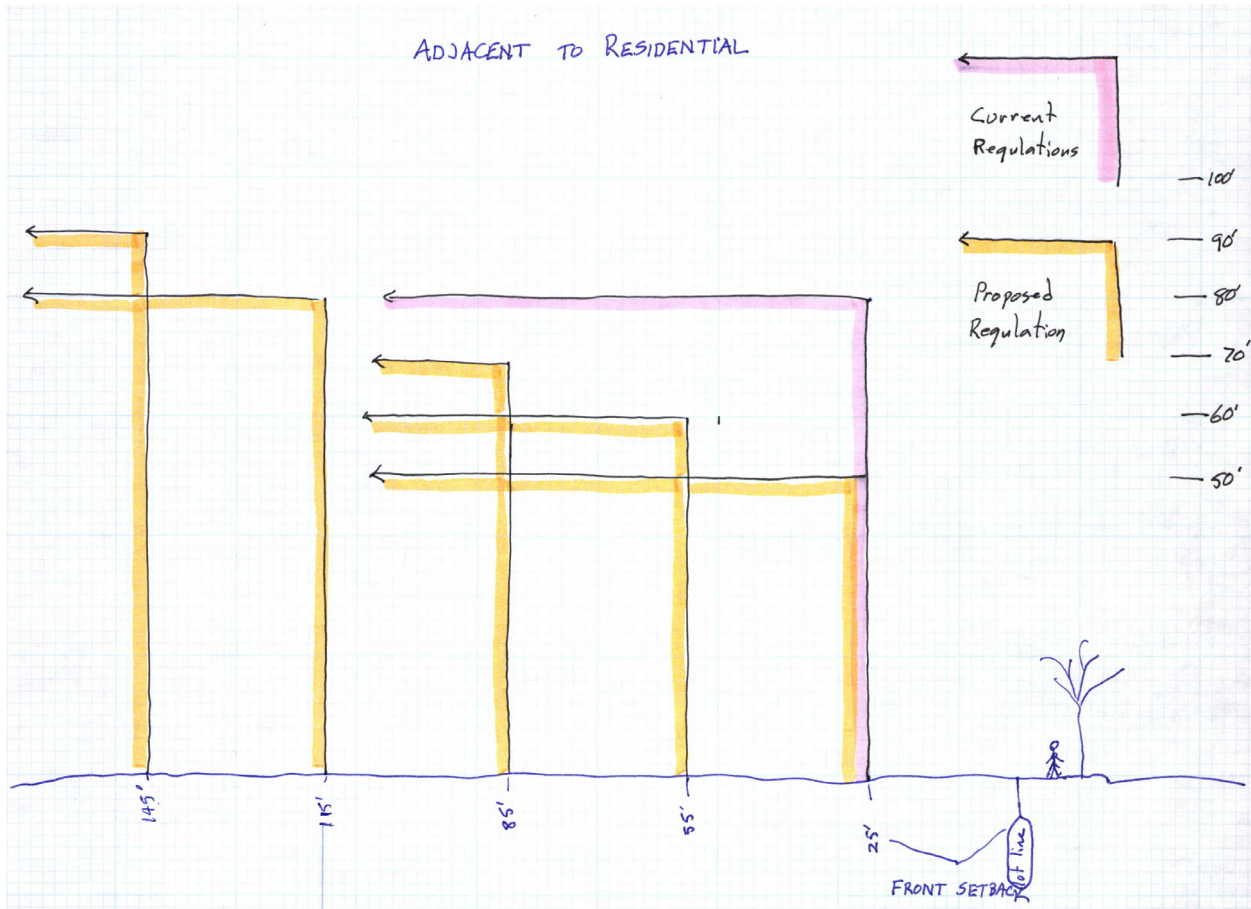 ADJACENT TO RESIDENTIAL
Current
Regulations
100'
90'
Proposed
Regulation
80'
70'
60'
50'
145'
115'
85'
55'
25'
lot line
FRONT SETBACK